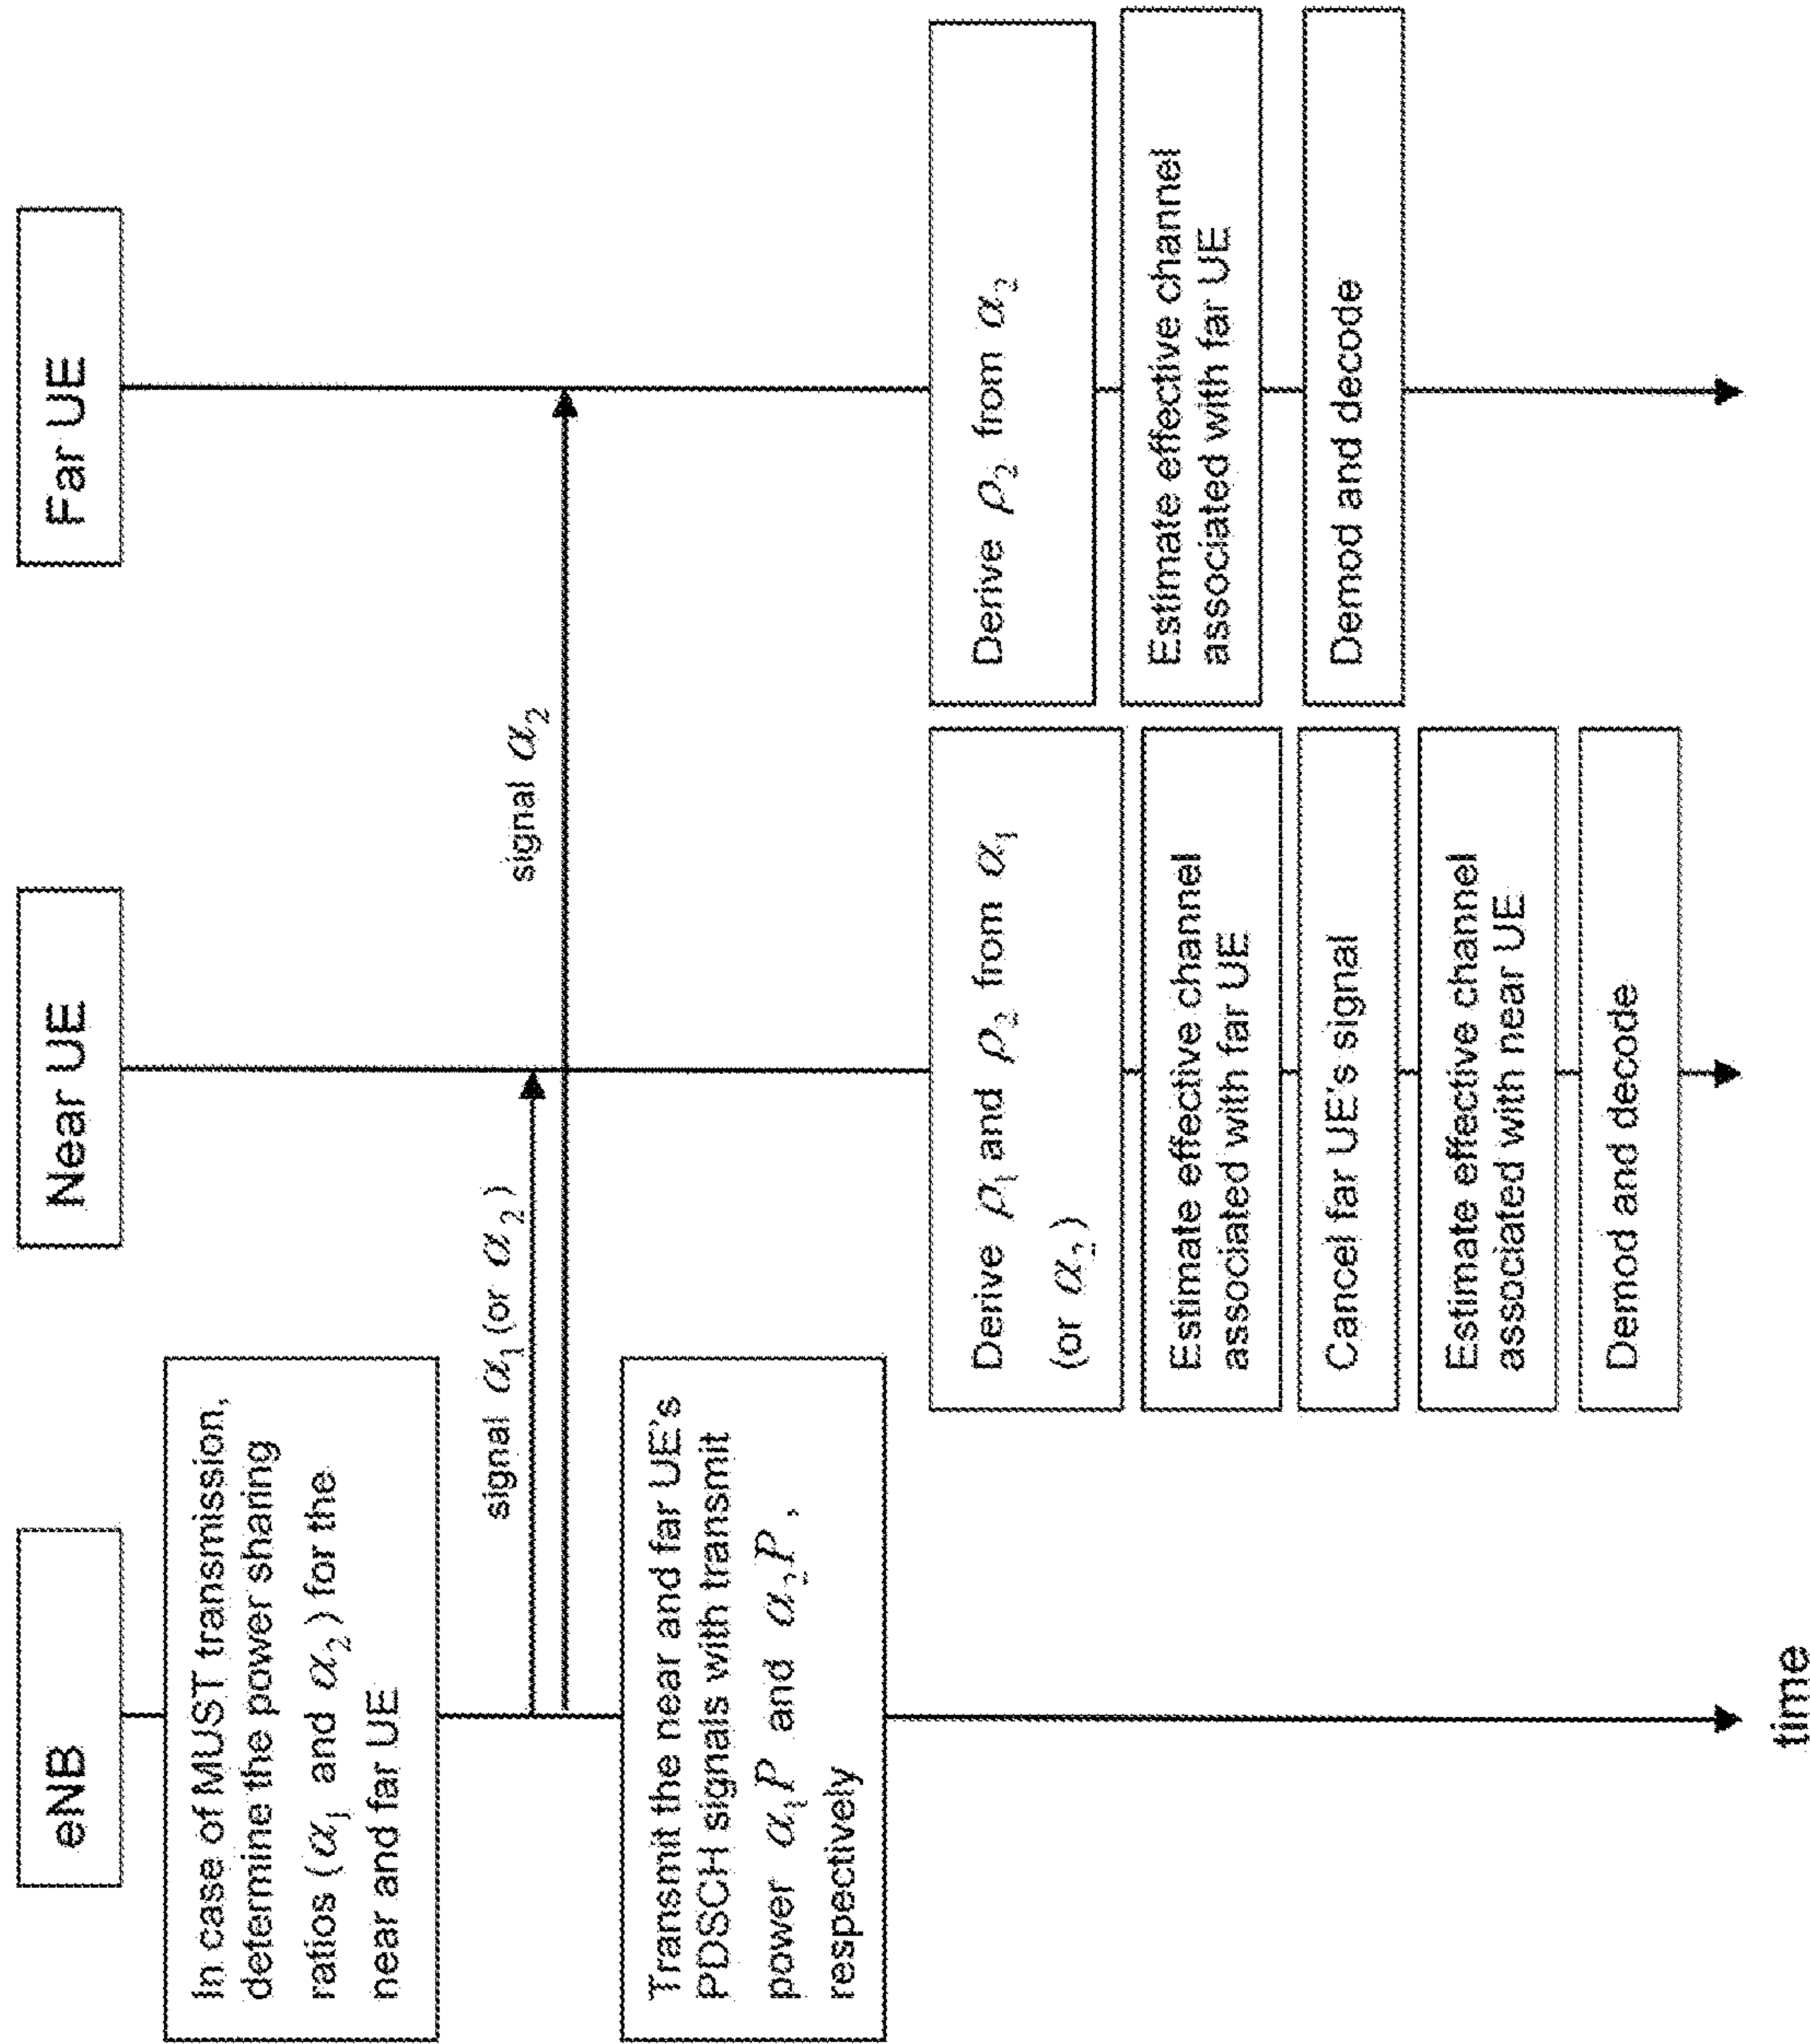 eNB
Near UE
Far UE
In case of MUST transmission,
determine the power sharing
ratios (α₁ and α₂) for the
near and far UE
signal α₁ (or α₂)
signal α₂
Transmit the near and far UE's
PDSCH signals with transmit
power α₁P and α₂P,
respectively
Derive ρ₁ and ρ₂ from α₁
(or α₂)
Estimate effective channel
associated with far UE
Cancel far UE's signal
Estimate effective channel
associated with near UE
Demod and decode
Derive ρ₂ from α₂
Estimate effective channel
associated with far UE
Demod and decode
time